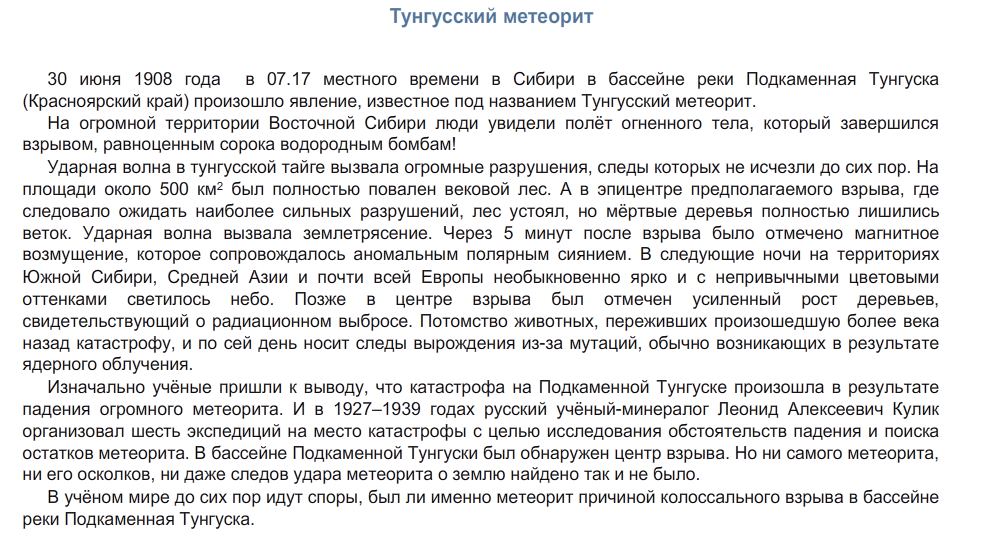 Тунгусский метеорит
30 июня 1908 года в 07.17 местного времени в Сибири в бассейне реки Подкаменная Тунгуска
(Красноярский край) произошло явление, известное под названием Тунгусский метеорит.
На огромной территории Восточной Сибири люди увидели полёт огненного тела, который завершился
взрывом, равноценным сорока водородным бомбам!
Ударная волна в тунгусской тайге вызвала огромные разрушения, следы которых не исчезли до сих пор. На
площади около 500 км² был полностью повален вековой лес. А в эпицентре предполагаемого взрыва, где
следовало ожидать наиболее сильных разрушений, лес устоял, но мёртвые деревья полностью лишились
веток. Ударная волна вызвала землетрясение. Через 5 минут после взрыва было отмечено магнитное
возмущение, которое сопровождалось аномальным полярным сиянием. В следующие ночи на территориях
Южной Сибири, Средней Азии и почти всей Европы необыкновенно ярко и с непривычными цветовыми
оттенками светилось небо. Позже в центре взрыва был отмечен усиленный рост деревьев,
свидетельствующий о радиационном выбросе. Потомство животных, переживших произошедшую более века
назад катастрофу, и по сей день носит следы вырождения из-за мутаций, обычно возникающих в результате
ядерного облучения.
Изначально учёные пришли к выводу, что катастрофа на Подкаменной Тунгуске произошла в результате
падения огромного метеорита. И в 1927–1939 годах русский учёный-минералог Леонид Алексеевич Кулик
организовал шесть экспедиций на место катастрофы с целью исследования обстоятельств падения и поиска
остатков метеорита. В бассейне Подкаменной Тунгуски был обнаружен центр взрыва. Но ни самого метеорита,
ни его осколков, ни даже следов удара метеорита о землю найдено так и не было.
В учёном мире до сих пор идут споры, был ли именно метеорит причиной колоссального взрыва в бассейне
реки Подкаменная Тунгуска.